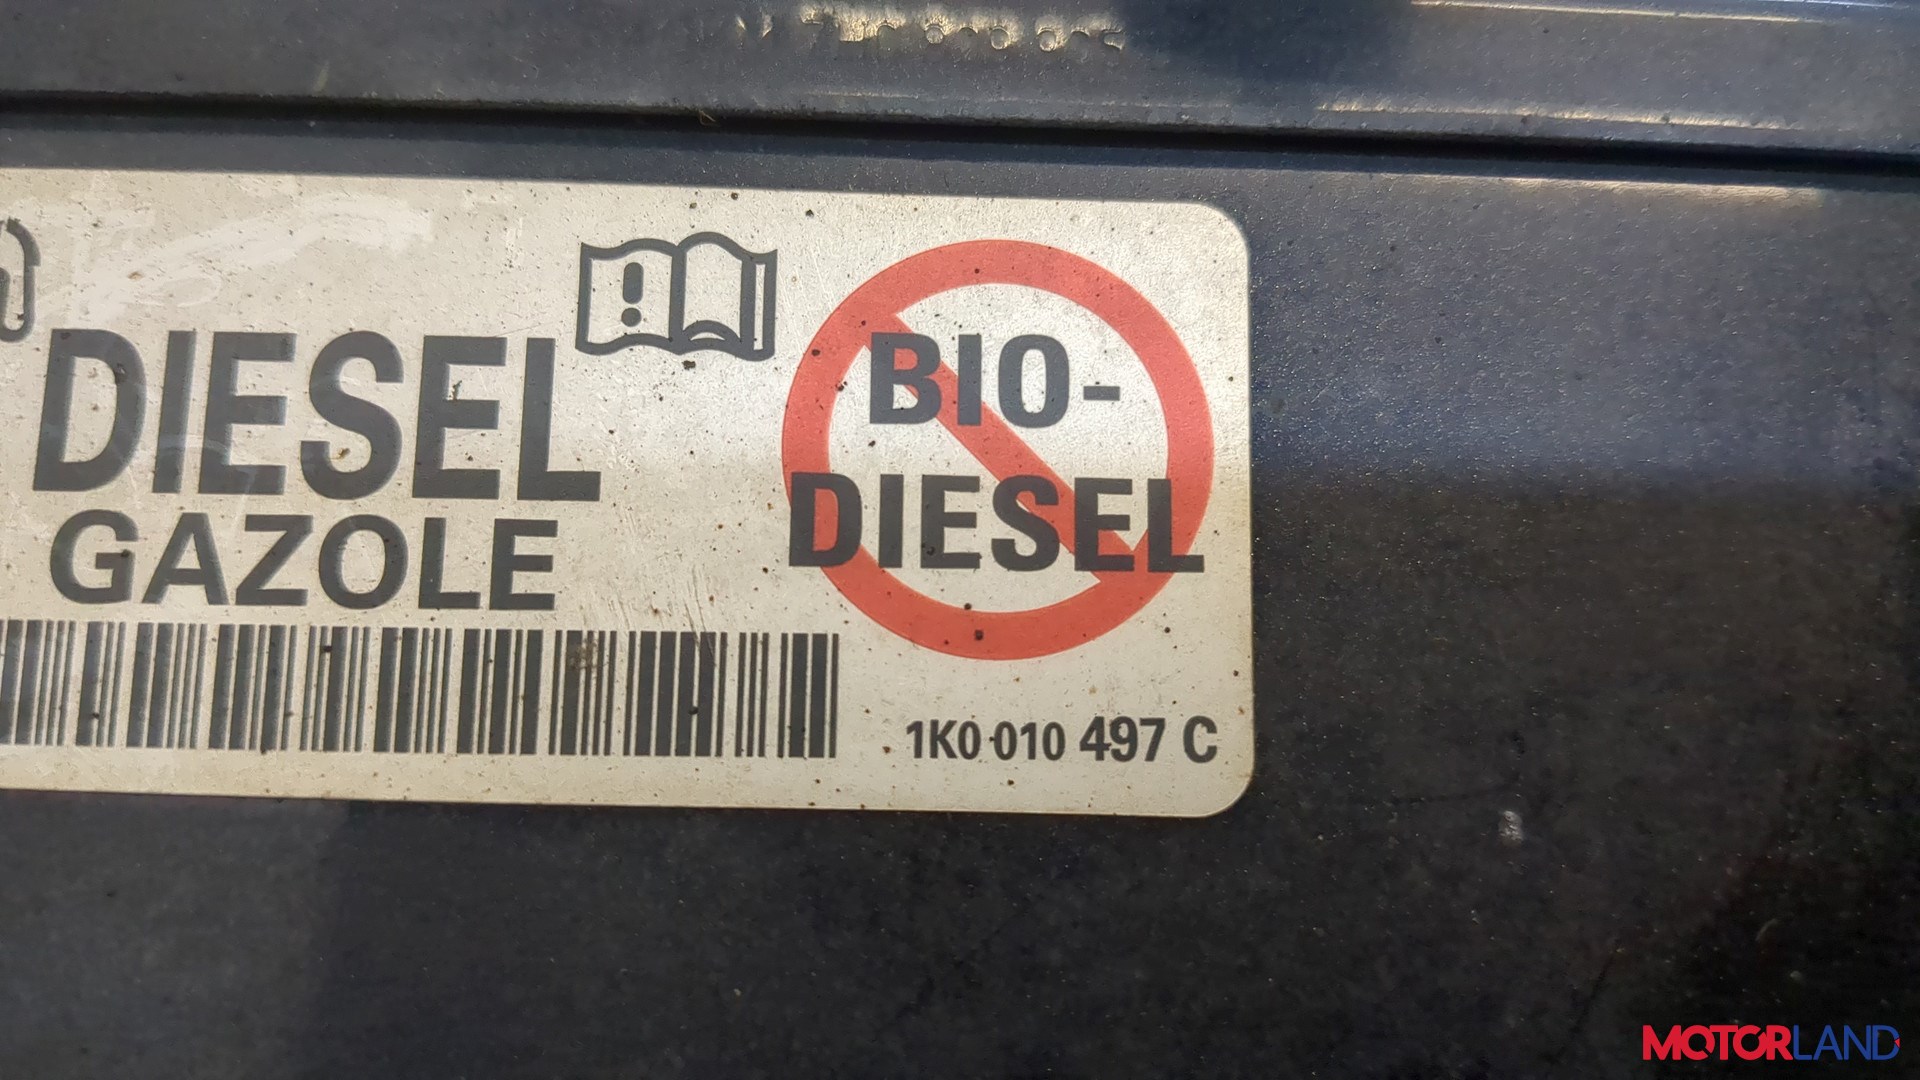 DIESEL
GAZOLE
BIO-
DIESEL
1K0 010 497 C
MOTORLAND